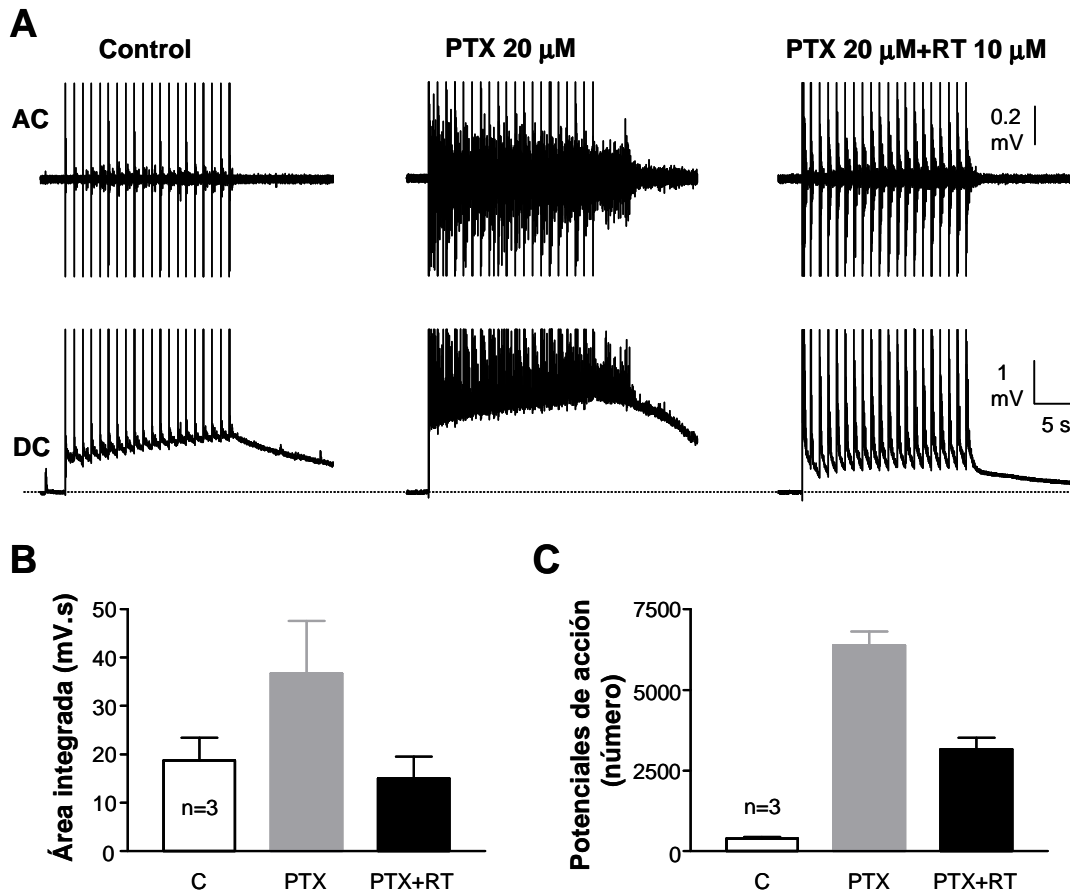 A
Control
PTX 20 µM
PTX 20 µM+RT 10 µM
AC
0.2
mV
DC
1
mV
5 s
B
Área integrada (mV.s)
50
40
30
20
10
0
n=3
C
PTX
PTX+RT
C
Potenciales de acción
(número)
7500
5000
2500
0
n=3
C
PTX
PTX+RT